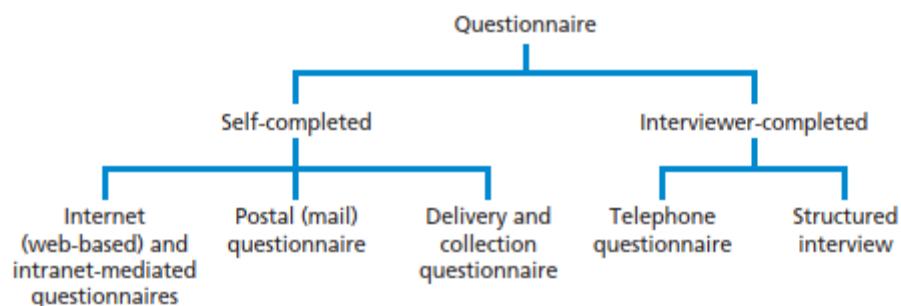 Questionnaire
Self-completed
Interviewer-completed
Internet
(web-based) and
intranet-mediated
questionnaires
Postal (mail)
questionnaire
Delivery and
collection
questionnaire
Telephone
questionnaire
Structured
interview